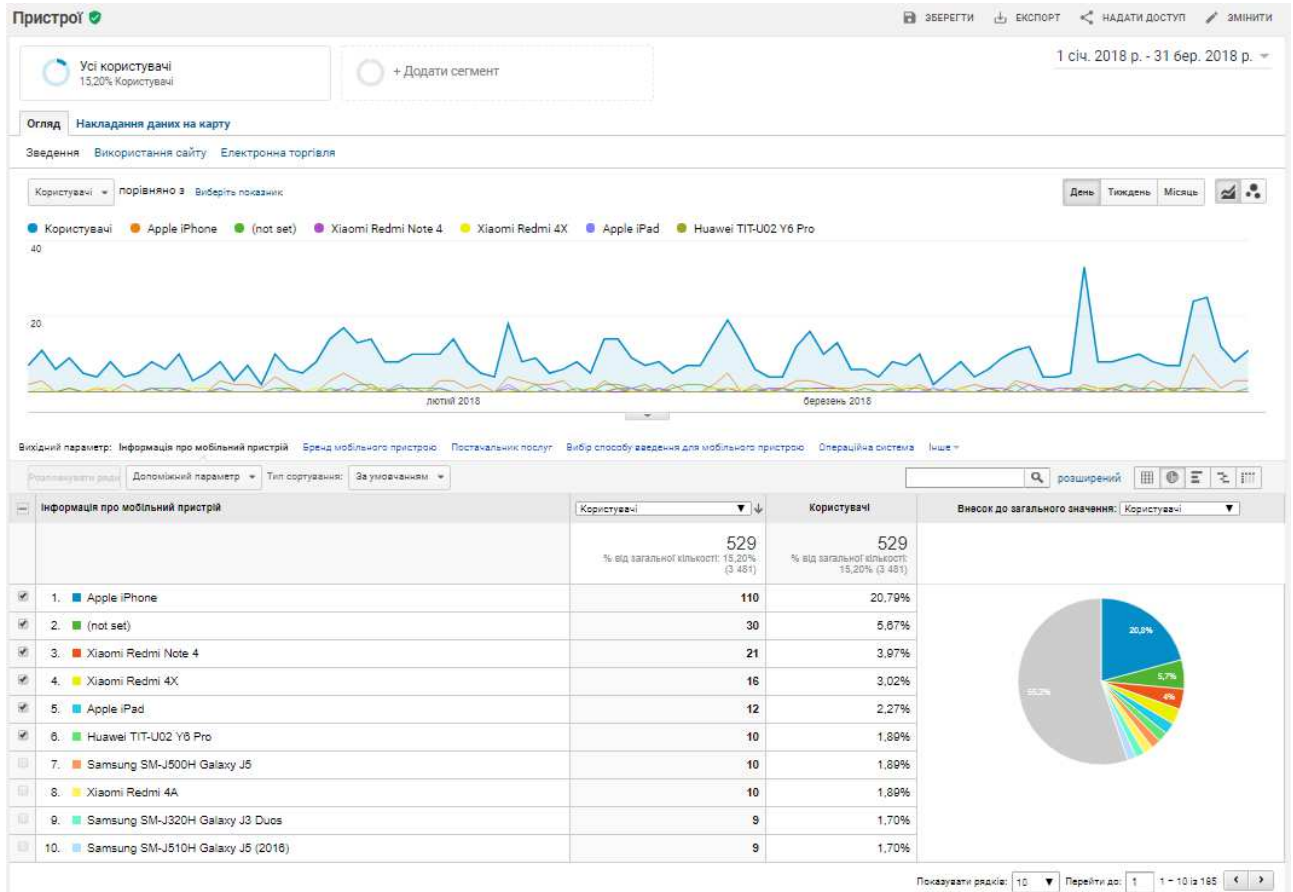 Пристрої
ЗБЕРЕГТИ ЕКСПОРТ НАДАТИ ДОСТУП ЗМІНИТИ
Усі користувачі
15,20% Користувачі
+ Додати сегмент
1 січ. 2018 р. - 31 бер. 2018 р.
Огляд Накладання даних на карту
Зведення Використання сайту Електронна торгівля
Користувачі порівняно з Виберіть показник
День Тиждень Місяць
Користувачі Apple iPhone (not set) Xiaomi Redmi Note 4 Xiaomi Redmi 4X Apple iPad Huawei TIT-U02 Y6 Pro
40
20
лютий 2018 березень 2018
Вихідний параметр: Інформація про мобільний пристрій Бренд мобільного пристрою Постачальник послуг Вибір способу введення для мобільного пристрою Операційна система Інше
Розпланувати ряди Допоміжний параметр Тип сортування: За умовчанням розширений
Інформація про мобільний пристрій Користувачі Користувачі Внесок до загального значення: Користувачі
529 529
% від загальної кількості: 15,20% (3 481) % від загальної кількості: 15,20% (3 481)
1. Apple iPhone 110 20,79%
2. (not set) 30 5,67%
3. Xiaomi Redmi Note 4 21 3,97%
4. Xiaomi Redmi 4X 16 3,02%
5. Apple iPad 12 2,27%
6. Huawei TIT-U02 Y6 Pro 10 1,89%
7. Samsung SM-J500H Galaxy J5 10 1,89%
8. Xiaomi Redmi 4A 10 1,89%
9. Samsung SM-J320H Galaxy J3 Duos 9 1,70%
10. Samsung SM-J510H Galaxy J5 (2016) 9 1,70%
20,8%
5,7%
4%
55,2%
Показувати рядків: 10 Перейти до: 1 1 – 10 із 165